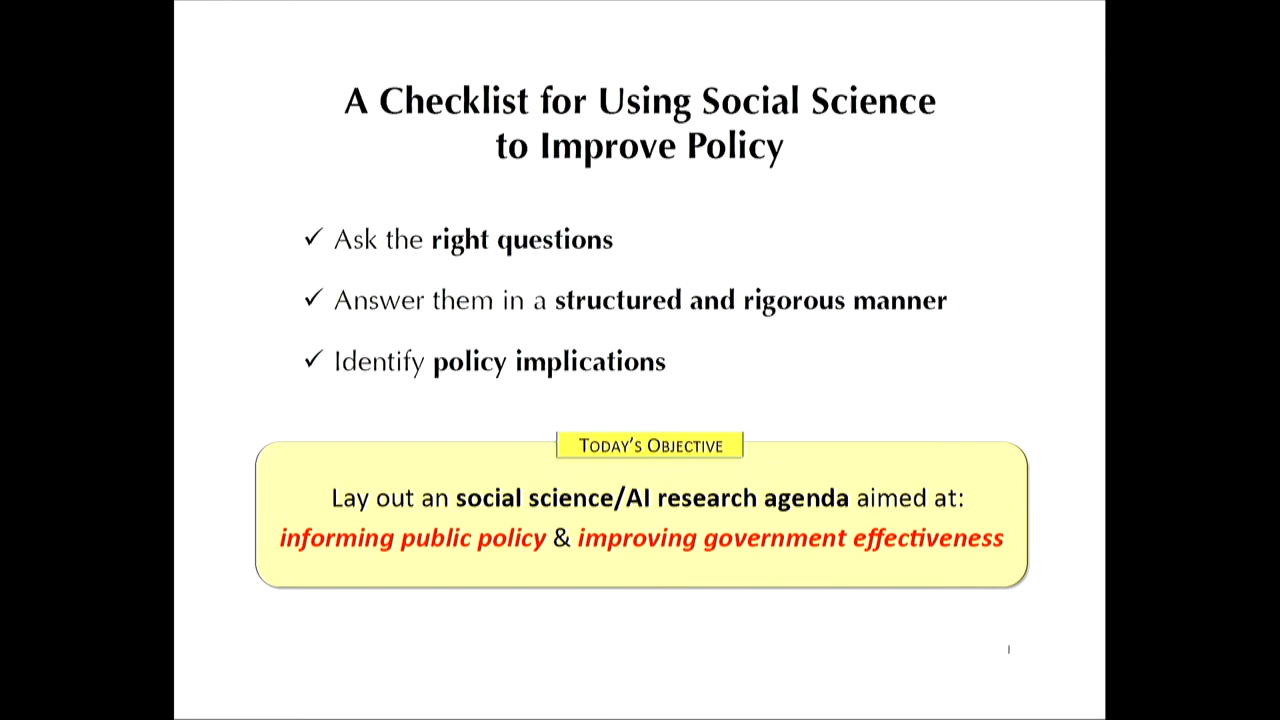 A Checklist for Using Social Science
to Improve Policy
✓ Ask the right questions
✓ Answer them in a structured and rigorous manner
✓ Identify policy implications
TODAY'S OBJECTIVE
Lay out an social science/AI research agenda aimed at:
informing public policy & improving government effectiveness
1